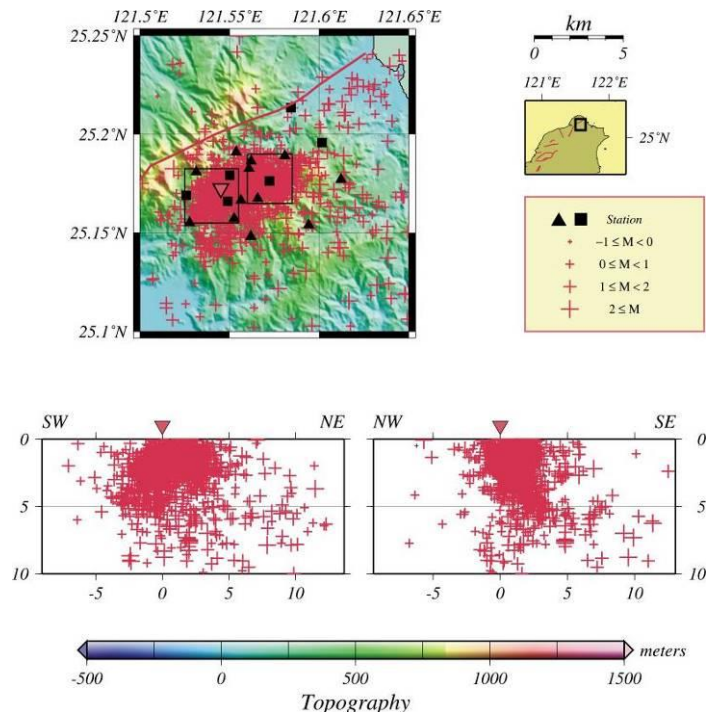 121.5°E 121.55°E 121.6°E 121.65°E
25.25°N
25.2°N
25.15°N
25.1°N
km
0 5
121°E 122°E
25°N
Station
−1 ≤ M < 0
0 ≤ M < 1
1 ≤ M < 2
2 ≤ M
SW NE
0
5
10
-5 0 5 10
NW SE
0
5
10
-5 0 5 10
-500 0 500 1000 1500
meters
Topography